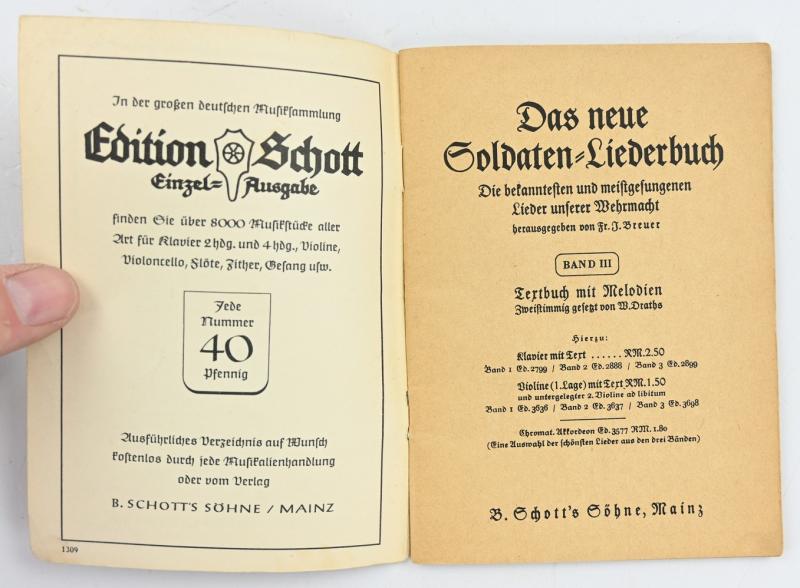 In der großen deutschen Musiksammlung
Edition Schott
Einzel=Ausgabe
finden Sie über 8000 Musikstücke aller
Art für Klavier 2 hdg. und 4 hdg., Violine,
Violoncello, Flöte, Zither, Gesang usw.
Jede
Nummer
40
Pfennig
Ausführliches Verzeichnis auf Wunsch
kostenlos durch jede Musikalienhandlung
oder vom Verlag
B. SCHOTT'S SÖHNE / MAINZ
1309
Das neue
Soldaten=Liederbuch
Die bekanntesten und meistgesungenen
Lieder unserer Wehrmacht
herausgegeben von Fr. J. Breuer
BAND III
Textbuch mit Melodien
Zweistimmig gesetzt von W. Draths
Hierzu:
Klavier mit Text ...... RM. 2.50
Band 1 Ed. 2799 / Band 2 Ed. 2888 / Band 3 Ed. 2899
Violine (1. Lage) mit Text RM. 1.50
und untergelegter 2. Violine ad libitum
Band 1 Ed. 3636 / Band 2 Ed. 3637 / Band 3 Ed. 3698
Chromat. Akkordeon Ed. 3577 RM. 1.80
(Eine Auswahl der schönsten Lieder aus den drei Bänden)
B. Schott's Söhne, Mainz